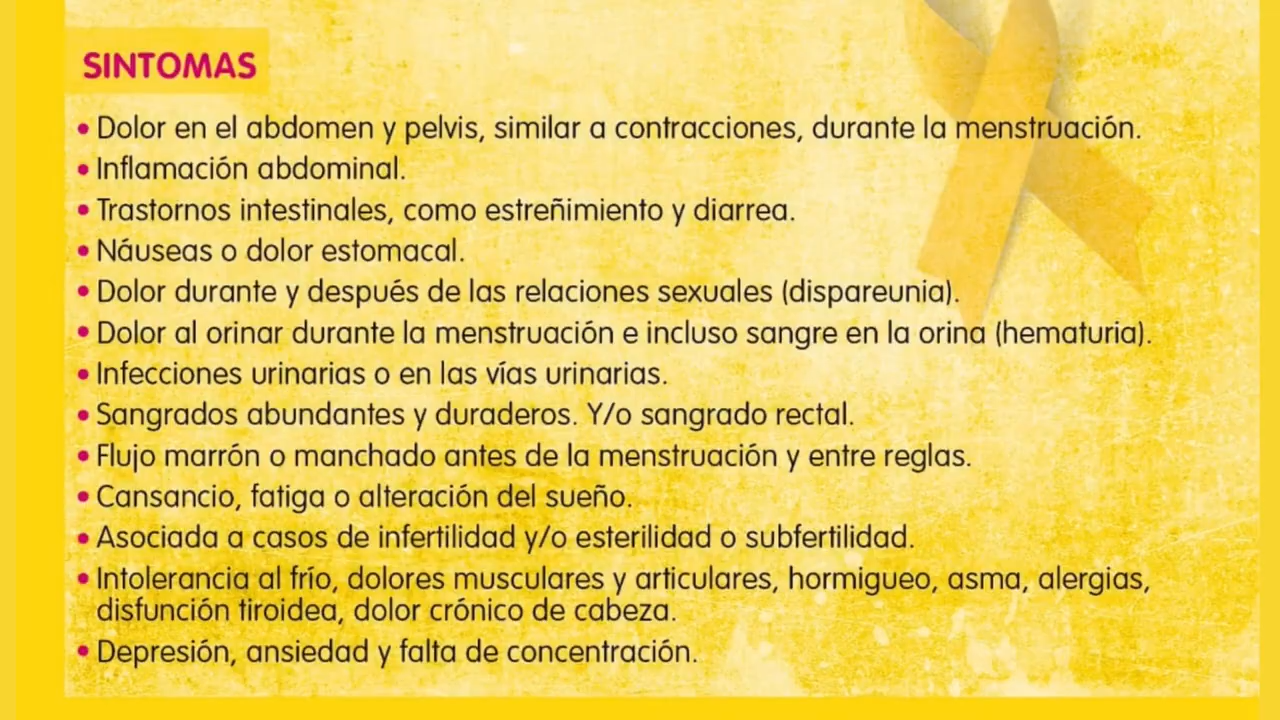 SINTOMAS
• Dolor en el abdomen y pelvis, similar a contracciones, durante la menstruación.
• Inflamación abdominal.
• Trastornos intestinales, como estreñimiento y diarrea.
• Náuseas o dolor estomacal.
• Dolor durante y después de las relaciones sexuales (dispareunia).
• Dolor al orinar durante la menstruación e incluso sangre en la orina (hematuria).
• Infecciones urinarias o en las vías urinarias.
• Sangrados abundantes y duraderos. Y/o sangrado rectal.
• Flujo marrón o manchado antes de la menstruación y entre reglas.
• Cansancio, fatiga o alteración del sueño.
• Asociada a casos de infertilidad y/o esterilidad o subfertilidad.
• Intolerancia al frío, dolores musculares y articulares, hormigueo, asma, alergias,
disfunción tiroidea, dolor crónico de cabeza.
• Depresión, ansiedad y falta de concentración.